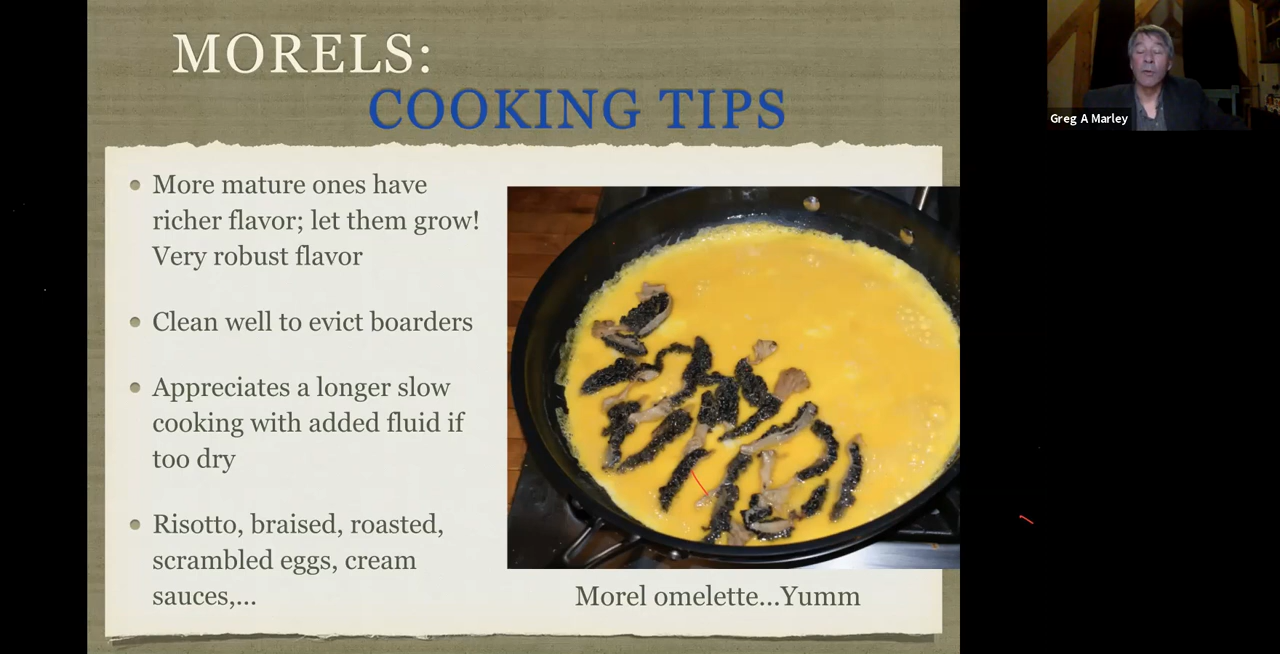 MORELS:
COOKING TIPS
Greg A Marley
More mature ones have
richer flavor; let them grow!
Very robust flavor
Clean well to evict boarders
Appreciates a longer slow
cooking with added fluid if
too dry
Risotto, braised, roasted,
scrambled eggs, cream
sauces,...
Morel omelette...Yumm